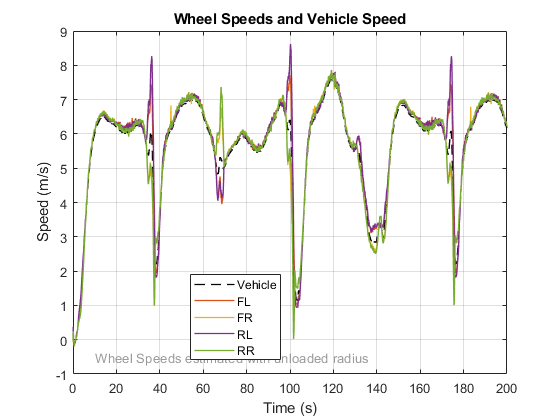 Wheel Speeds and Vehicle Speed
9
8
7
6
5
4
3
2
1
0
-1
Speed (m/s)
Vehicle
FL
FR
RL
RR
Wheel Speeds estimated with unloaded radius
0 20 40 60 80 100 120 140 160 180 200
Time (s)